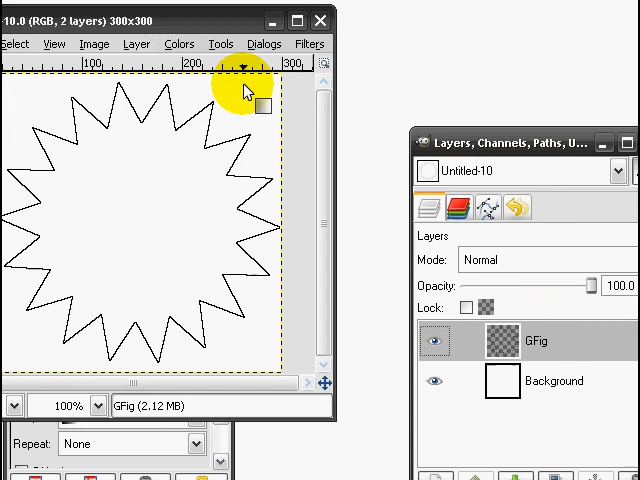 -10.0 (RGB, 2 layers) 300x300
Select View Image Layer Colors Tools Dialogs Filters
100 200 300
Layers, Channels, Paths, U...
Untitled-10
Layers
Mode: Normal
Opacity: 100.0
Lock:
GFig
Background
100% GFig (2.12 MB)
Repeat: None